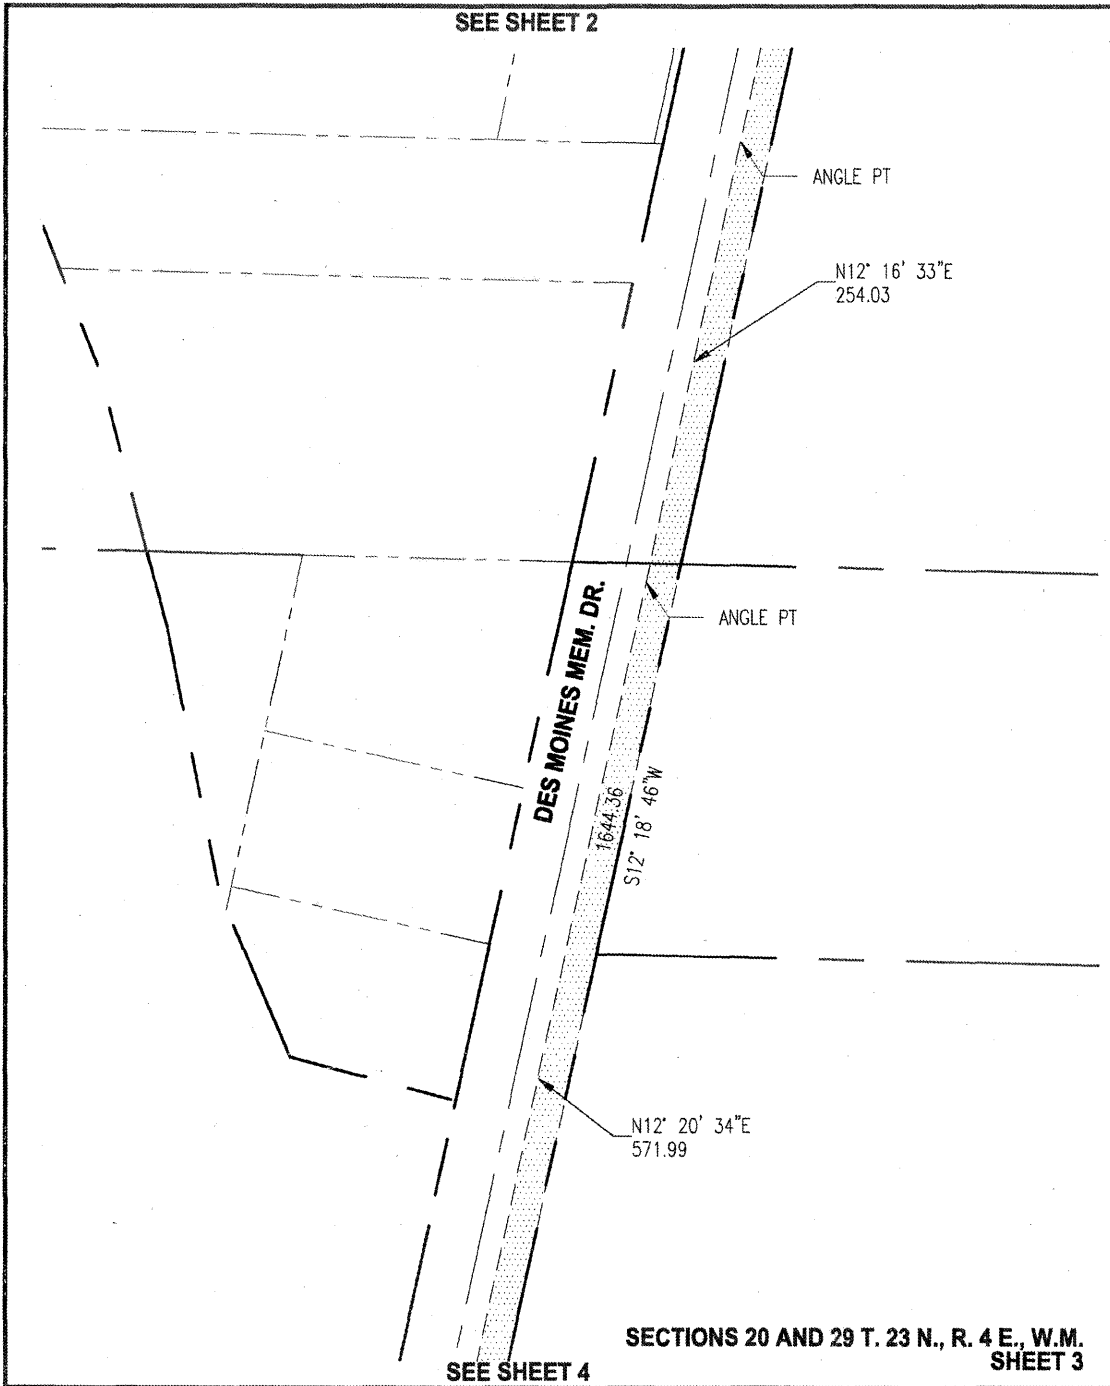 SEE SHEET 2
ANGLE PT
N12° 16' 33"E
254.03
ANGLE PT
DES MOINES MEM. DR.
1644.36
S12° 18' 46"W
N12° 20' 34"E
571.99
SECTIONS 20 AND 29 T. 23 N., R. 4 E., W.M.
SHEET 3
SEE SHEET 4